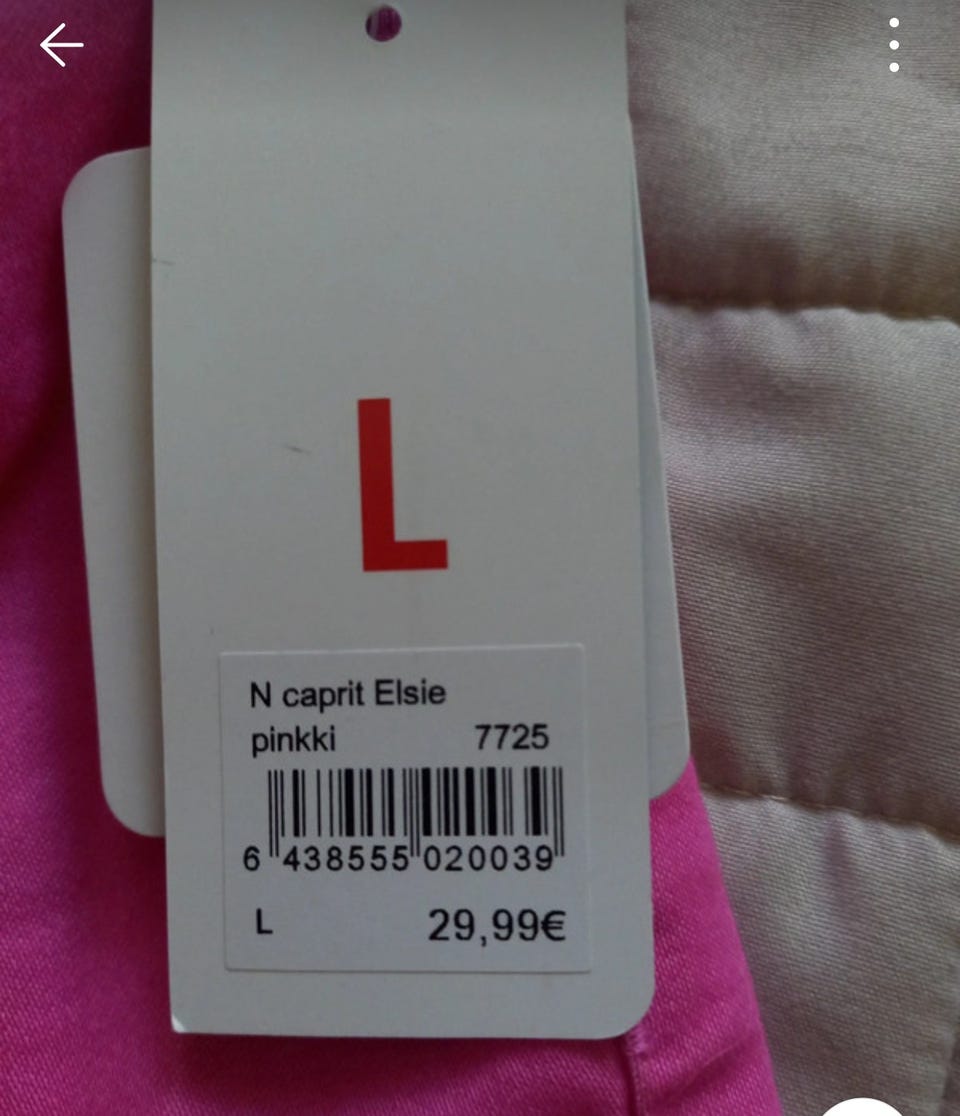 L
N caprit Elsie
pinkki 7725
6 438555 020039
L 29,99€